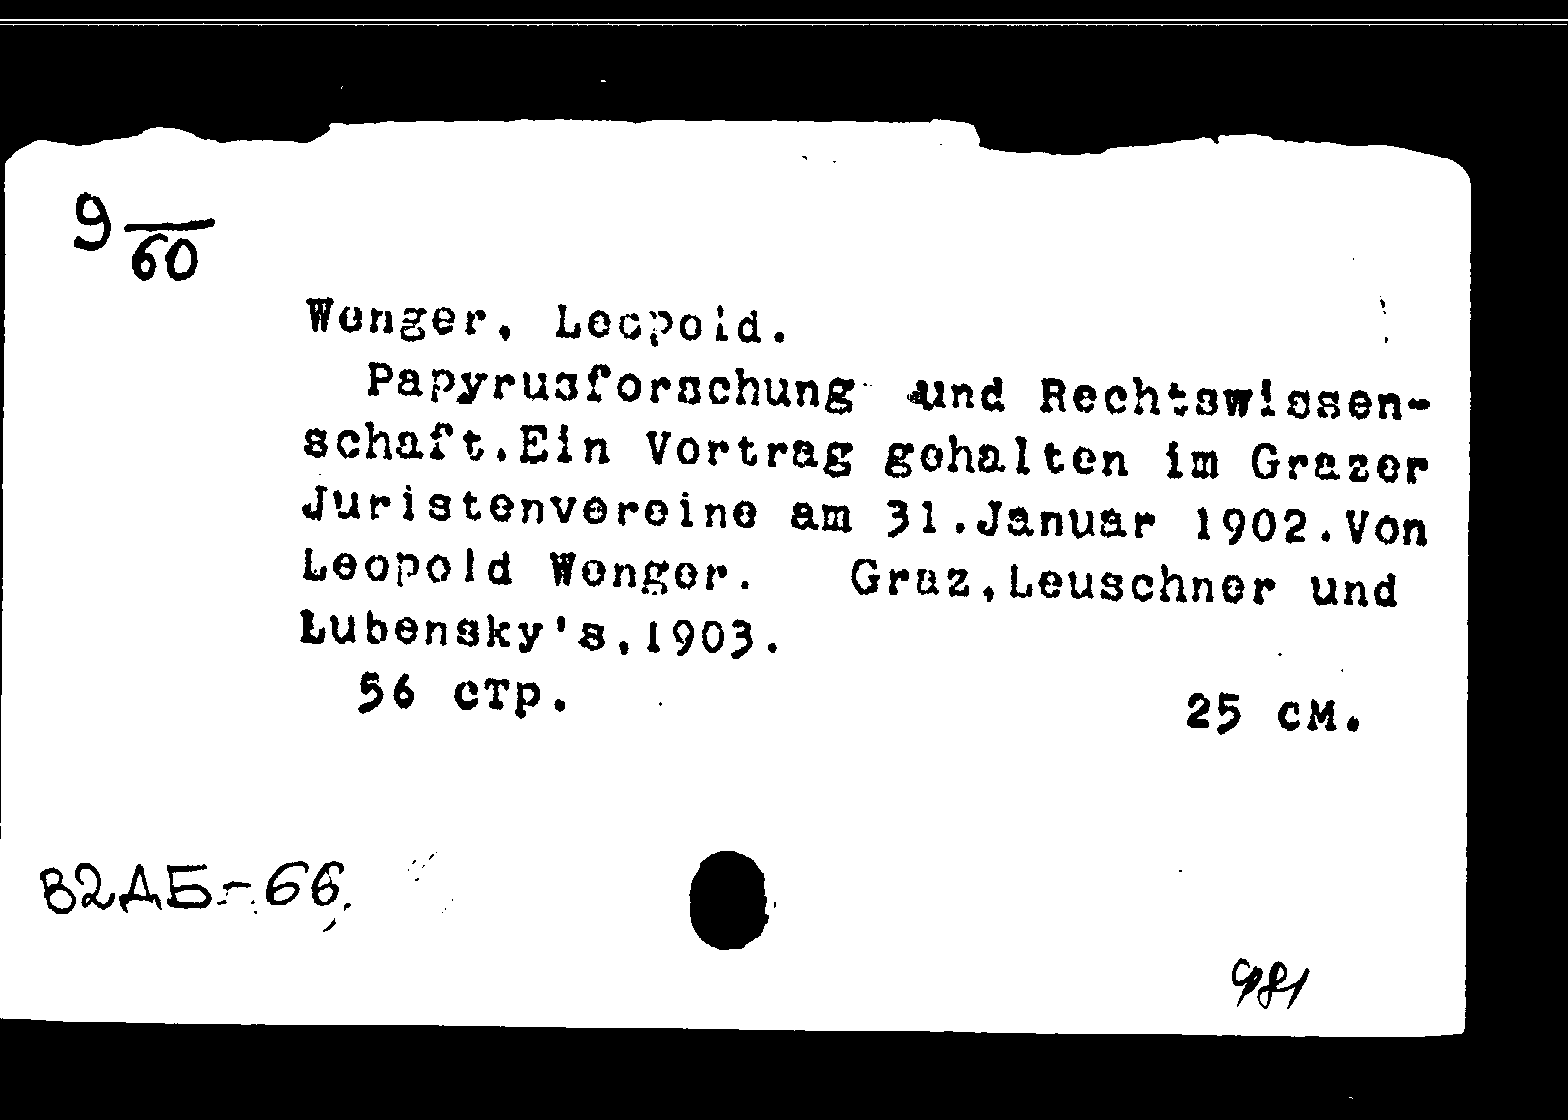 9
60
Wenger, Leopold.
Papyrusforschung und Rechtswissen-
schaft.Ein Vortrag gehalten im Grazer
Juristenvereine am 31.Januar 1902.Von
Leopold Wenger. Graz,Leuschner und
Lubensky's,1903.
56 стр. 25 см.
82ДБ-66.
981